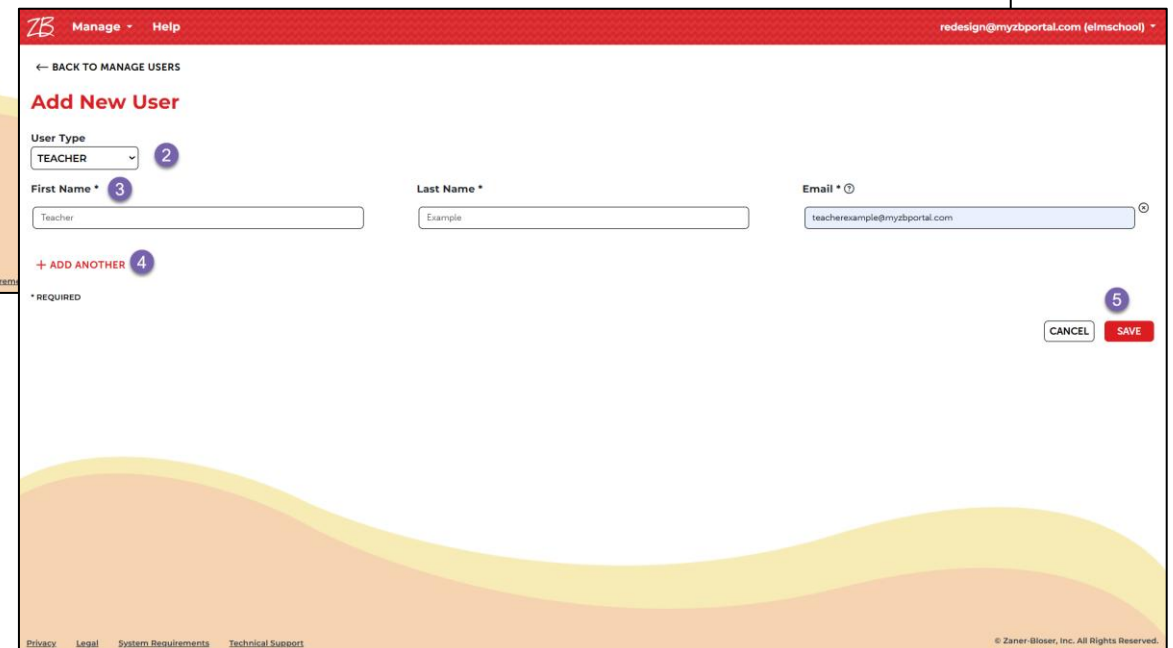 ZB Manage Help redesign@myzbportal.com (elmschool)
← BACK TO MANAGE USERS
Add New User
User Type
TEACHER 2
First Name * 3 Last Name * Email * ?
Teacher Example teacherexample@myzbportal.com
+ ADD ANOTHER 4
* REQUIRED
5
CANCEL SAVE
Privacy Legal System Requirements Technical Support © Zaner-Bloser, Inc. All Rights Reserved.